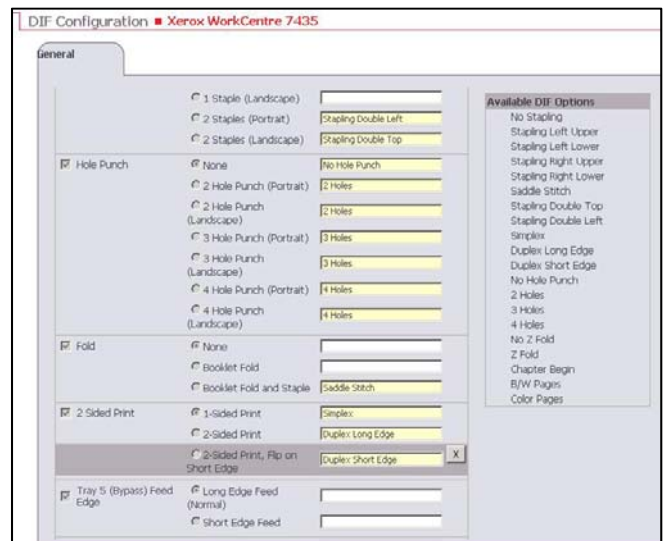 DIF Configuration ■ Xerox WorkCentre 7435
General
1 Staple (Landscape)
2 Staples (Portrait) Stapling Double Left
2 Staples (Landscape) Stapling Double Top
Hole Punch None No Hole Punch
2 Hole Punch (Portrait) 2 Holes
2 Hole Punch (Landscape) 2 Holes
3 Hole Punch (Portrait) 3 Holes
3 Hole Punch (Landscape) 3 Holes
4 Hole Punch (Portrait) 4 Holes
4 Hole Punch (Landscape) 4 Holes
Fold None
Booklet Fold
Booklet Fold and Staple Saddle Stitch
2 Sided Print 1-Sided Print Simplex
2-Sided Print Duplex Long Edge
2-Sided Print, Flip on Short Edge Duplex Short Edge X
Tray 5 (Bypass) Feed Edge Long Edge Feed (Normal)
Short Edge Feed
Available DIF Options
No Stapling
Stapling Left Upper
Stapling Left Lower
Stapling Right Upper
Stapling Right Lower
Saddle Stitch
Stapling Double Top
Stapling Double Left
Simplex
Duplex Long Edge
Duplex Short Edge
No Hole Punch
2 Holes
3 Holes
4 Holes
No Z Fold
Z Fold
Chapter Begin
B/W Pages
Color Pages